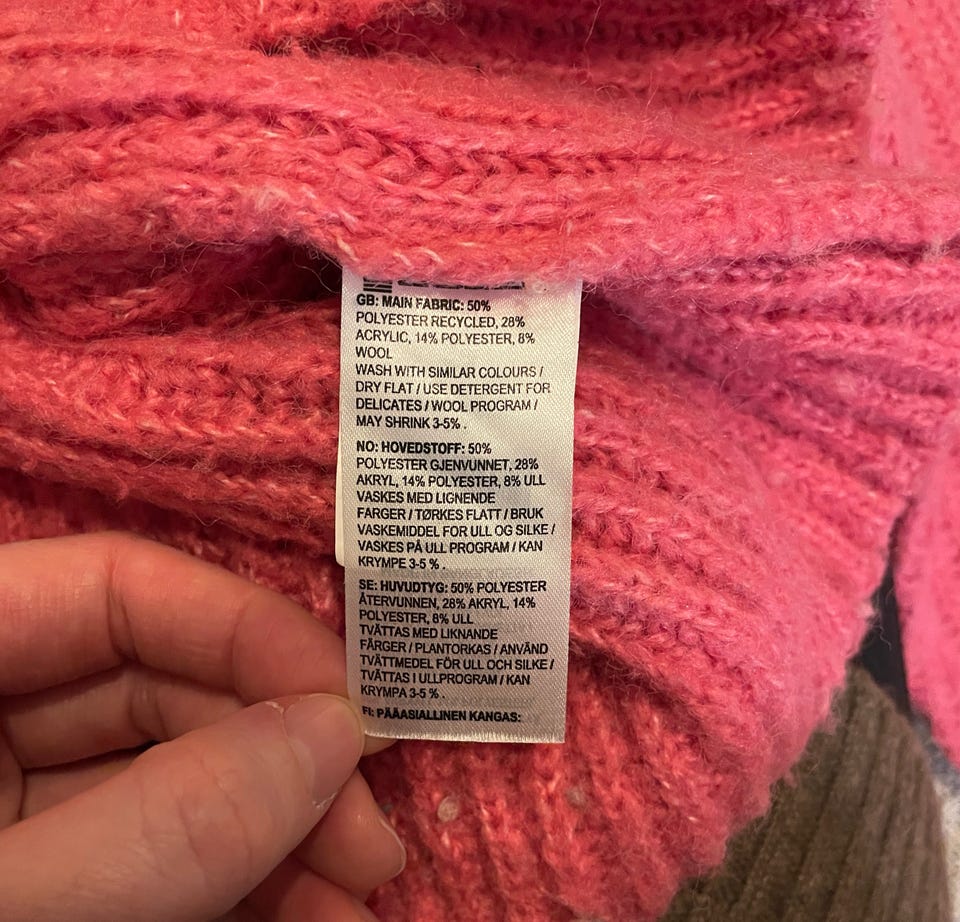 GB: MAIN FABRIC: 50%
POLYESTER RECYCLED, 28%
ACRYLIC, 14% POLYESTER, 8%
WOOL
WASH WITH SIMILAR COLOURS /
DRY FLAT / USE DETERGENT FOR
DELICATES / WOOL PROGRAM /
MAY SHRINK 3-5% .
NO: HOVEDSTOFF: 50%
POLYESTER GJENVUNNET, 28%
AKRYL, 14% POLYESTER, 8% ULL
VASKES MED LIGNENDE
FARGER / TØRKES FLATT / BRUK
VASKEMIDDEL FOR ULL OG SILKE /
VASKES PÅ ULL PROGRAM / KAN
KRYMPE 3-5 % .
SE: HUVUDTYG: 50% POLYESTER
ÅTERVUNNEN, 28% AKRYL, 14%
POLYESTER, 8% ULL
TVÄTTAS MED LIKNANDE
FÄRGER / PLANTORKAS / ANVÄND
TVÄTTMEDEL FÖR ULL OCH SILKE /
TVÄTTAS I ULLPROGRAM / KAN
KRYMPA 3-5 % .
FI: PÄÄASIALLINEN KANGAS: